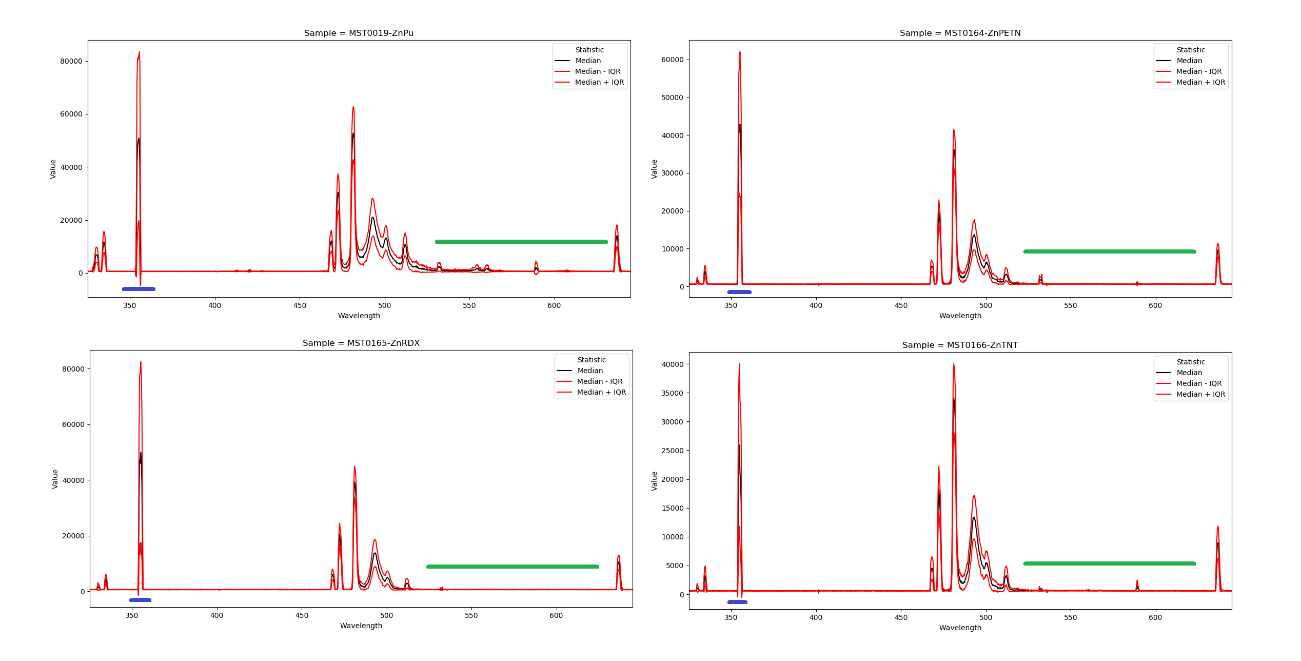 Sample = MST0019-ZnPu
Statistic
Median
Median - IQR
Median + IQR
Value
80000
60000
40000
20000
0
350
400
450
500
550
600
Wavelength
Sample = MST0164-ZnPETN
Statistic
Median
Median - IQR
Median + IQR
Value
60000
50000
40000
30000
20000
10000
0
350
400
450
500
550
600
Wavelength
Sample = MST0165-ZnRDX
Statistic
Median
Median - IQR
Median + IQR
Value
80000
60000
40000
20000
0
350
400
450
500
550
600
Wavelength
Sample = MST0166-ZnTNT
Statistic
Median
Median - IQR
Median + IQR
Value
40000
35000
30000
25000
20000
15000
10000
5000
0
350
400
450
500
550
600
Wavelength